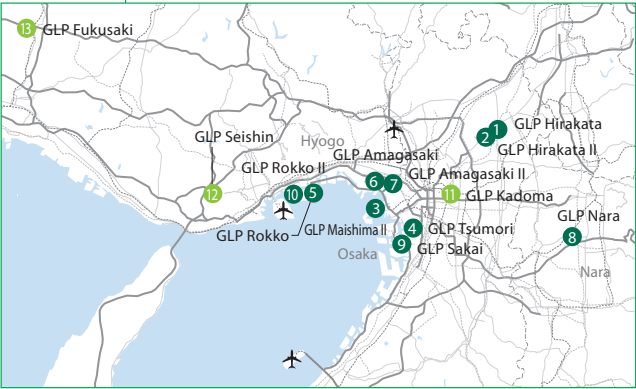 13 GLP Fukusaki
1 GLP Hirakata
2 GLP Hirakata II
GLP Seishin
12
Hyogo
GLP Amagasaki
6
GLP Rokko II
10
5
7 GLP Amagasaki II
11 GLP Kadoma
3
GLP Maishima II
GLP Rokko
GLP Nara
8
4 GLP Tsumori
9 GLP Sakai
Osaka
Nara